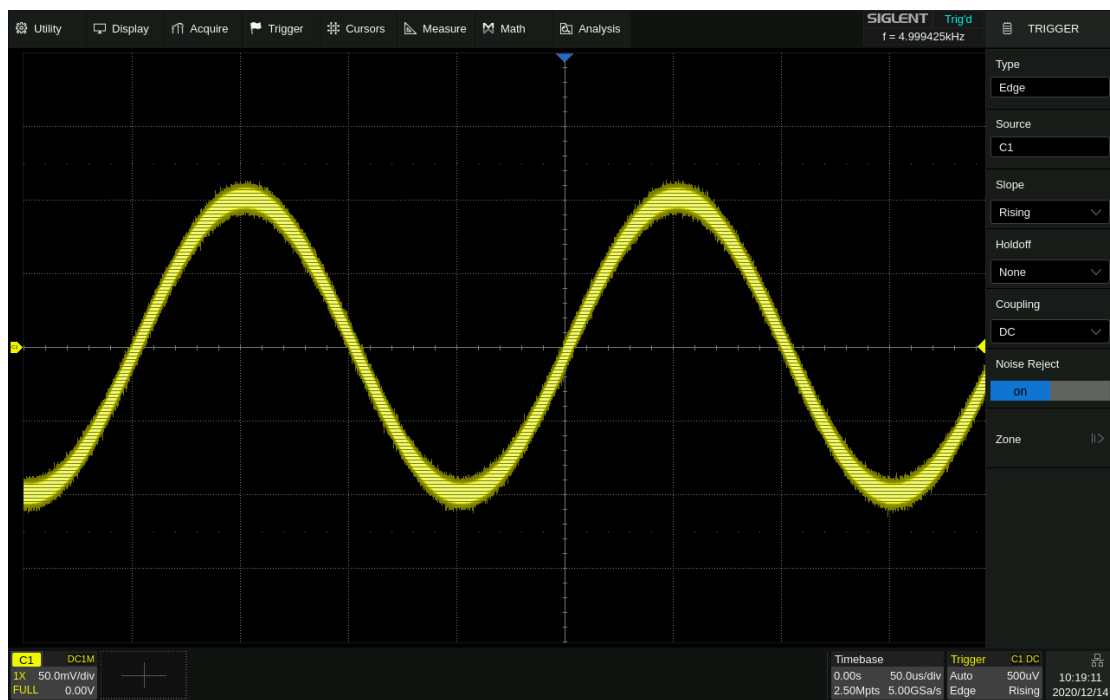 Utility Display Acquire Trigger Cursors Measure Math Analysis
SIGLENT Trig'd
f = 4.999425kHz
TRIGGER
Type
Edge
Source
C1
Slope
Rising
Holdoff
None
Coupling
DC
Noise Reject
on
Zone
C1
C1 DC1M
1X 50.0mV/div
FULL 0.00V
Timebase
0.00s 50.0us/div
2.50Mpts 5.00GSa/s
Trigger C1 DC
Auto 500uV
Edge Rising
10:19:11
2020/12/14